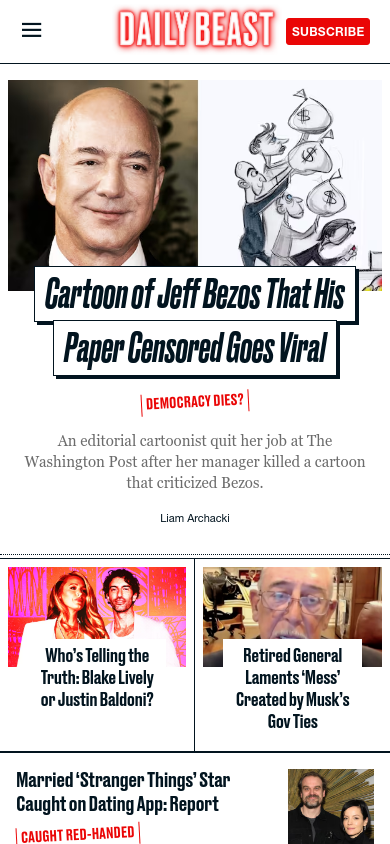 DAILY BEAST
SUBSCRIBE
$
$
$
Cartoon of Jeff Bezos That His
Paper Censored Goes Viral
DEMOCRACY DIES?
An editorial cartoonist quit her job at The
Washington Post after her manager killed a cartoon
that criticized Bezos.
Liam Archacki
Who's Telling the
Truth: Blake Lively
or Justin Baldoni?
Retired General
Laments ‘Mess’
Created by Musk’s
Gov Ties
Married ‘Stranger Things’ Star
Caught on Dating App: Report
CAUGHT RED-HANDED